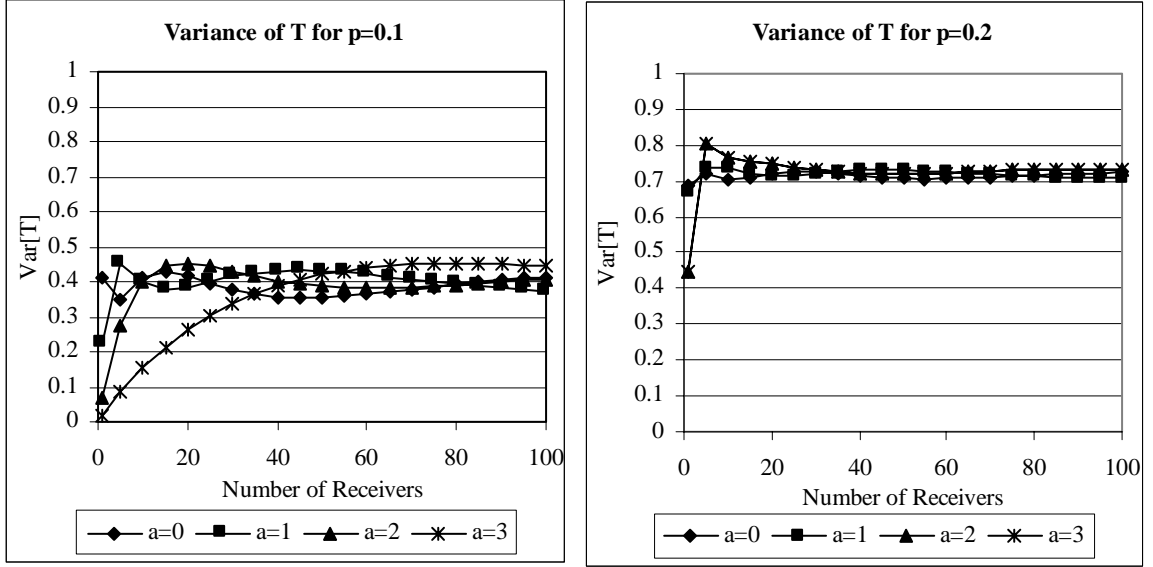 Variance of T for p=0.1
1
0.9
0.8
0.7
0.6
0.5
0.4
0.3
0.2
0.1
0
Var[T]
0 20 40 60 80 100
Number of Receivers
a=0 a=1 a=2 a=3
Variance of T for p=0.2
1
0.9
0.8
0.7
0.6
0.5
0.4
0.3
0.2
0.1
0
Var[T]
0 20 40 60 80 100
Number of Receivers
a=0 a=1 a=2 a=3